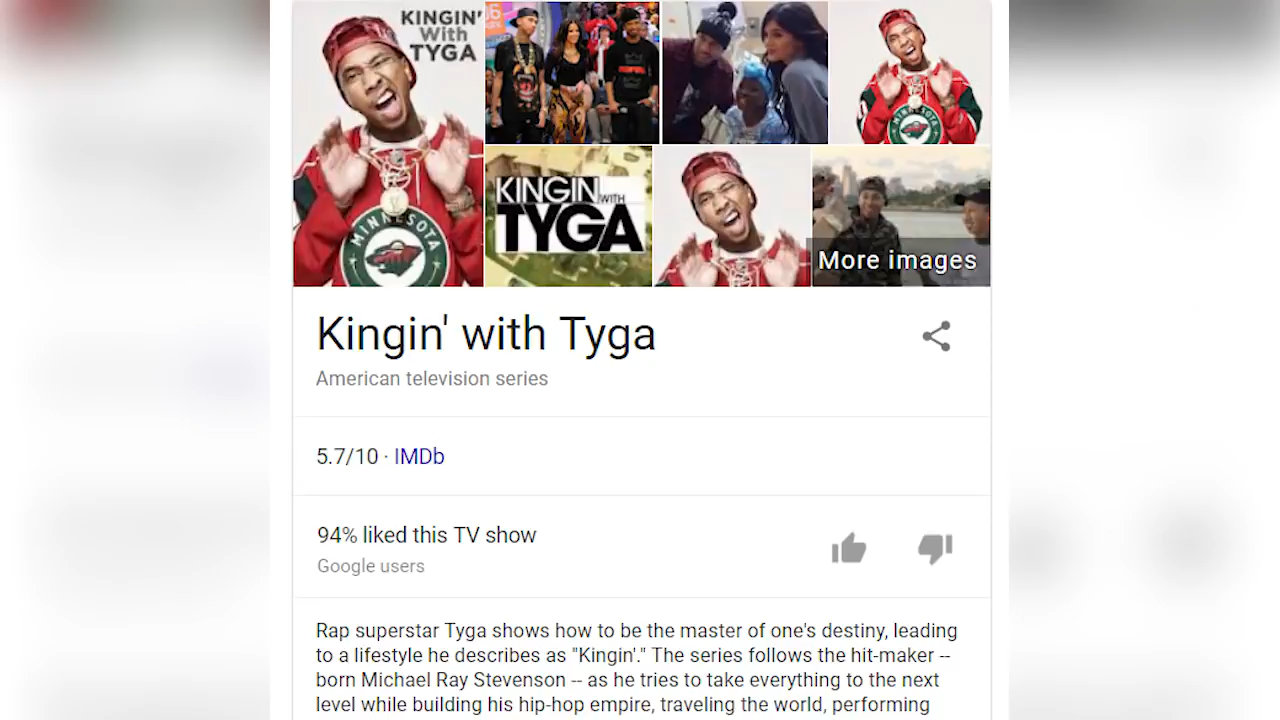 KINGIN'
With
TYGA
MINNESOTA
MINNESOTA
KINGIN WITH
TYGA
More images
Kingin' with Tyga
American television series
5.7/10 · IMDb
94% liked this TV show
Google users
Rap superstar Tyga shows how to be the master of one's destiny, leading
to a lifestyle he describes as "Kingin'." The series follows the hit-maker --
born Michael Ray Stevenson -- as he tries to take everything to the next
level while building his hip-hop empire, traveling the world, performing